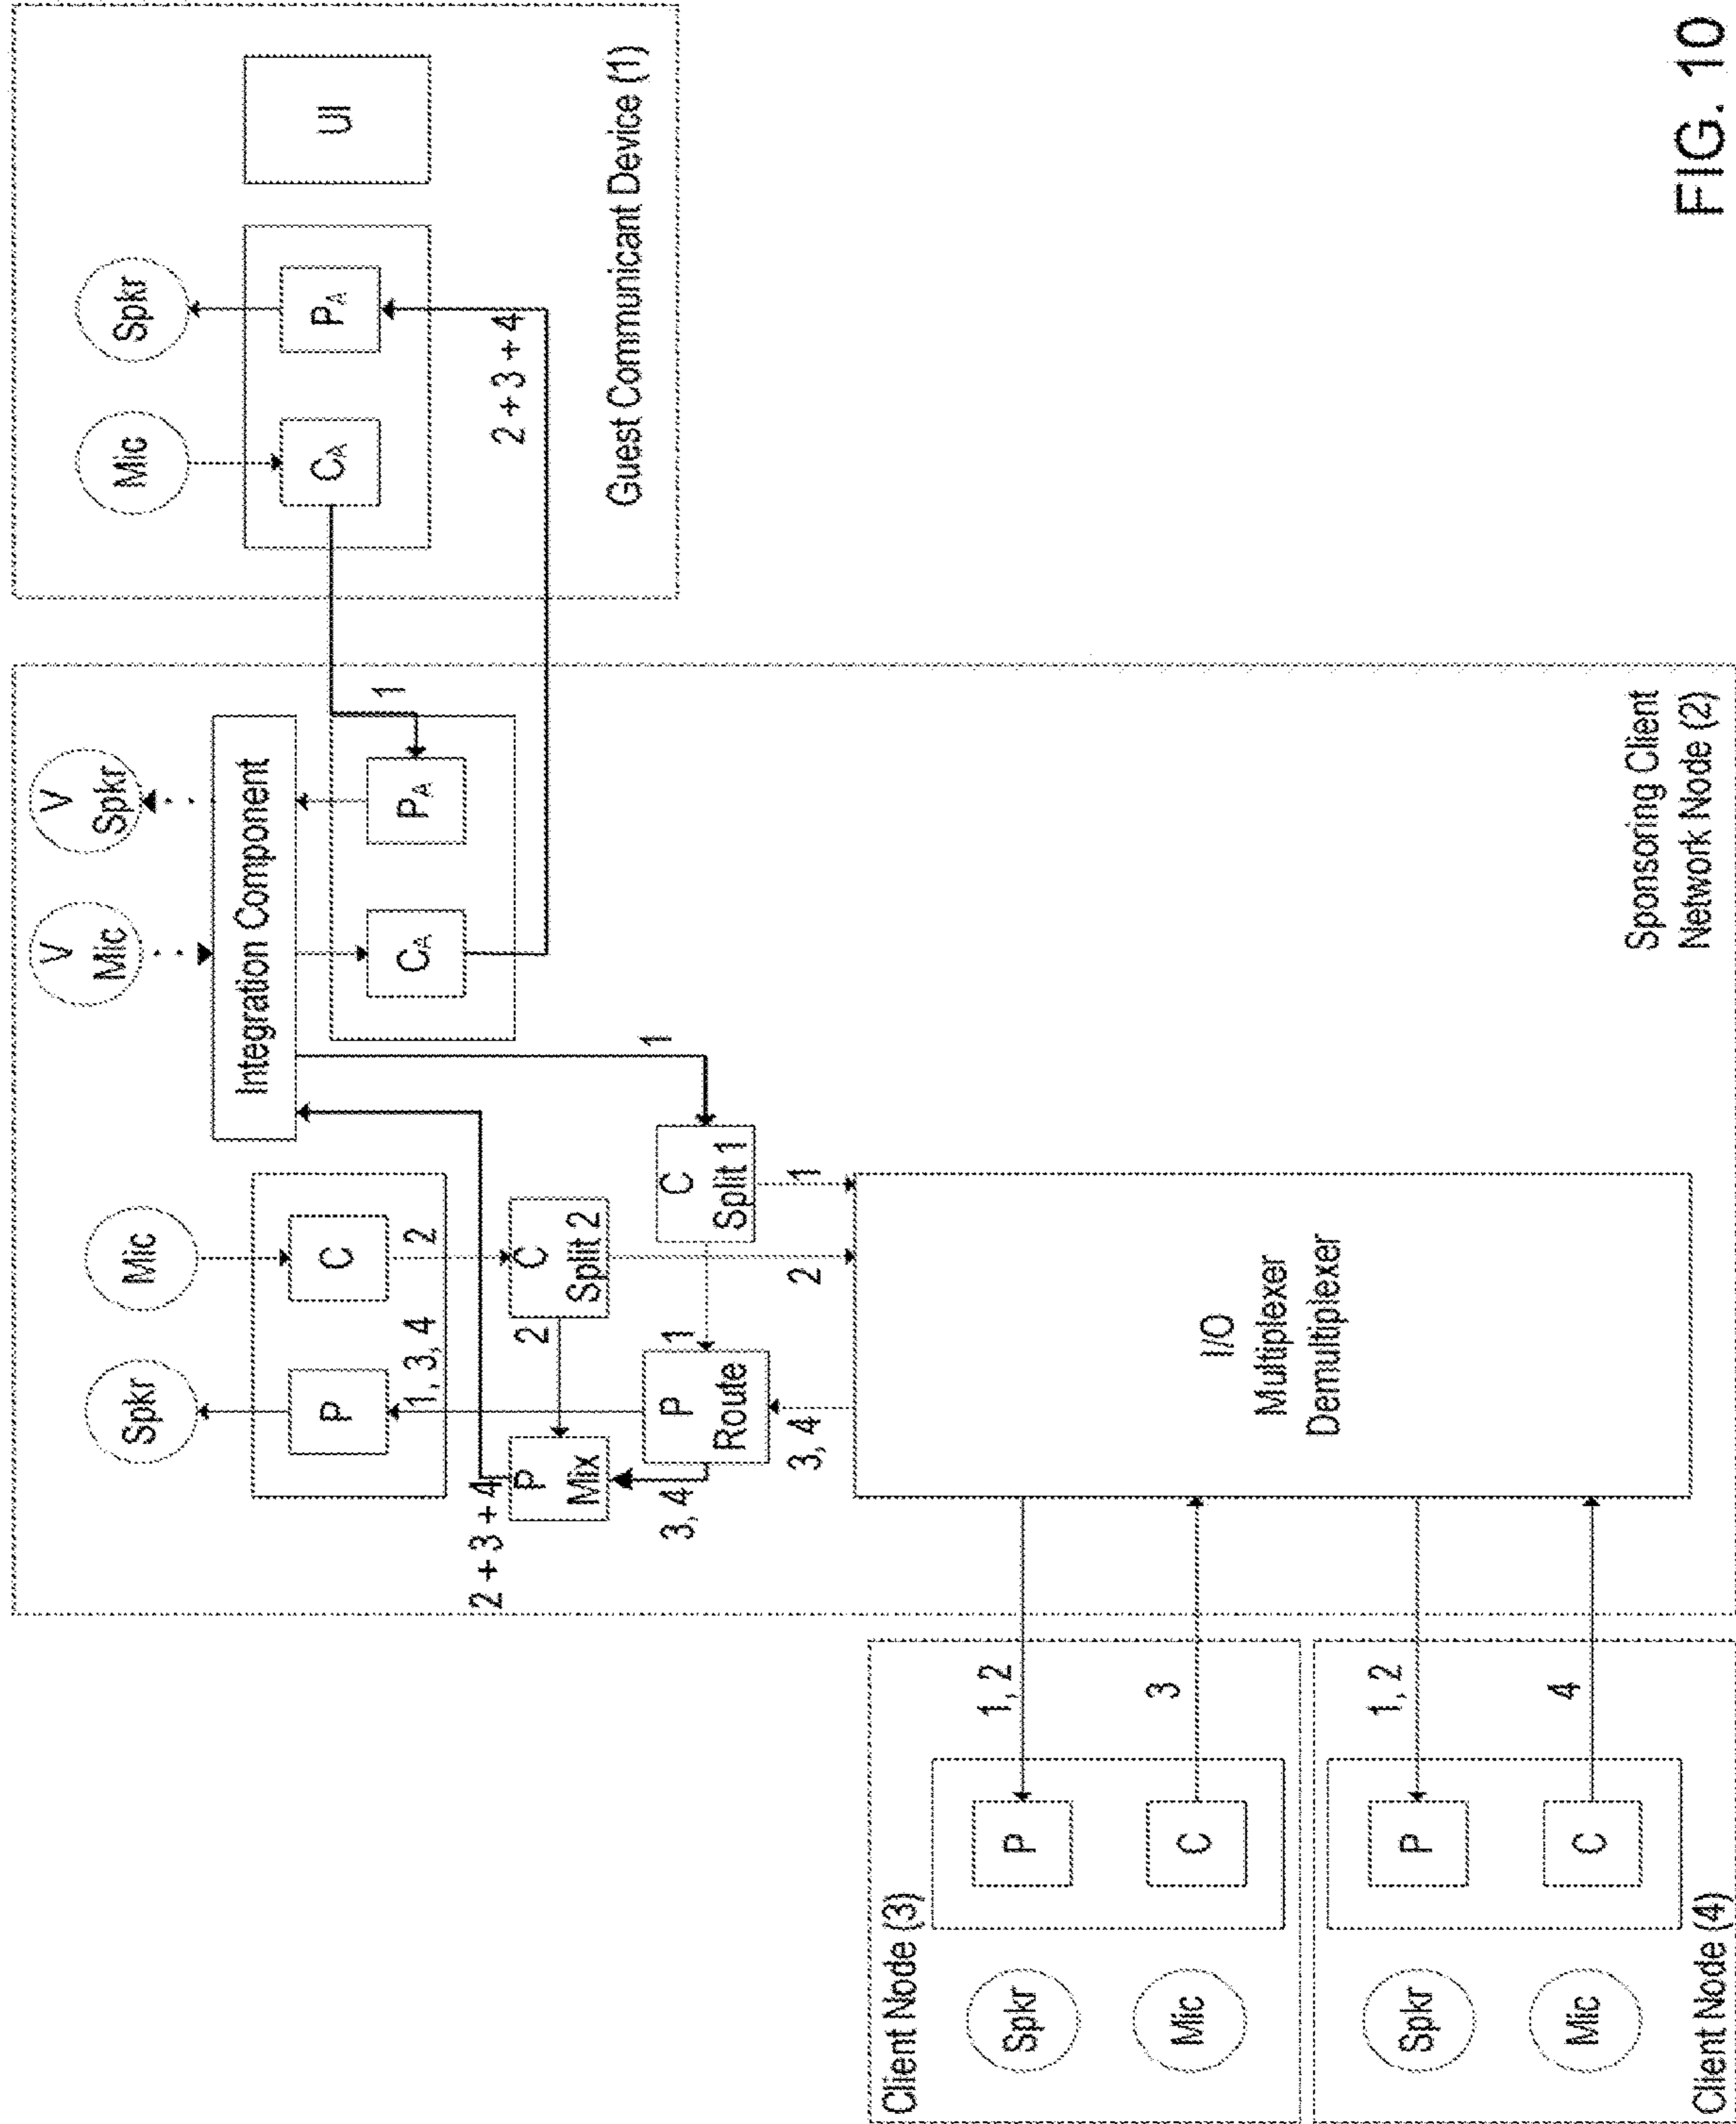 Client Node (3)
Spkr
Mic
P
C
1, 2
3
Client Node (4)
Spkr
Mic
P
C
1, 2
4
Spkr
Mic
P
C
1, 3, 4
2
2 + 3 + 4
P
Mix
2
C
Split 2
3, 4
P
Route
1
C
Split 1
1
3, 4
2
1
I/O
Multiplexer
Demultiplexer
V
Mic
V
Spkr
Integration Component
CA
PA
1
Sponsoring Client
Network Node (2)
Mic
Spkr
CA
PA
UI
2 + 3 + 4
Guest Communicant Device (1)
FIG. 10